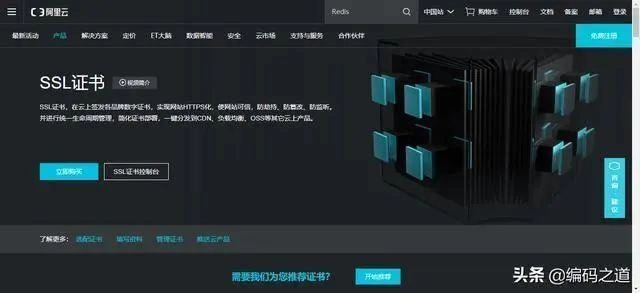 阿里云
Redis
中国站
购物车 控制台 文档 备案 邮箱 登录
最新活动 产品 解决方案 定价 ET大脑 数据智能 安全 云市场 支持与服务 合作伙伴 免费注册
SSL证书 视频简介
SSL证书，在云上签发各品牌数字证书，实现网站HTTPS化，使网站可信，防劫持、防篡改、防监听。
并进行统一生命周期管理，简化证书部署，一键分发到CDN、负载均衡、OSS等其它云上产品。
立即购买 SSL证书控制台
咨询·建议
了解更多： 选配证书 填写资料 管理证书 推送云产品
需要我们为您推荐证书？ 开始推荐
头条 @编码之道